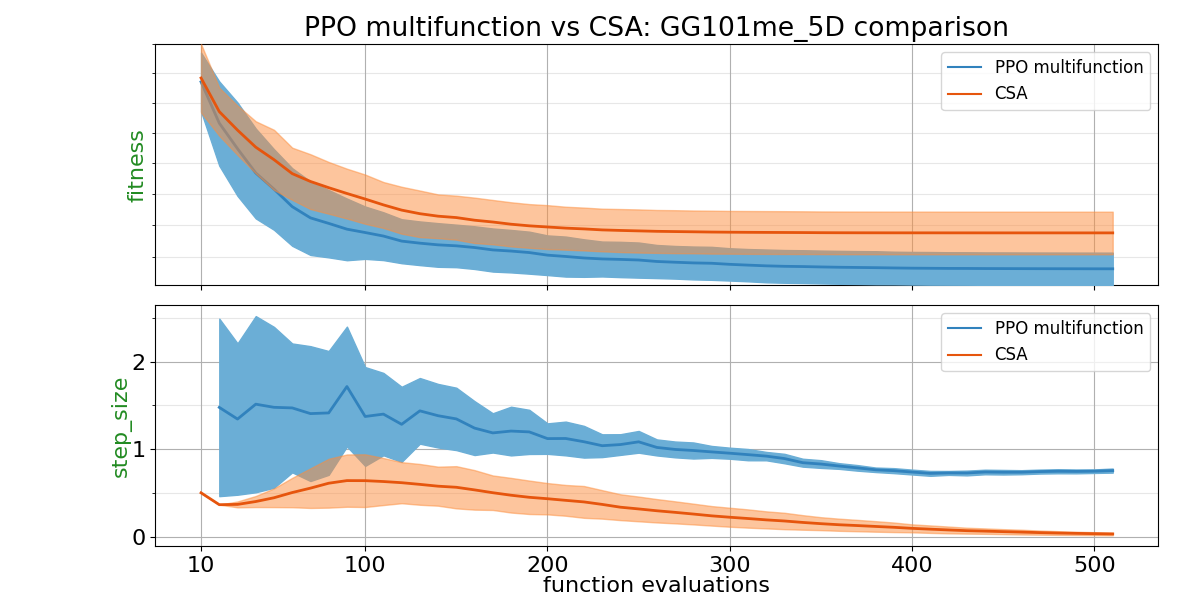 PPO multifunction vs CSA: GG101me_5D comparison
PPO multifunction
CSA
fitness
PPO multifunction
CSA
2
1
0
step_size
10 100 200 300 400 500
function evaluations